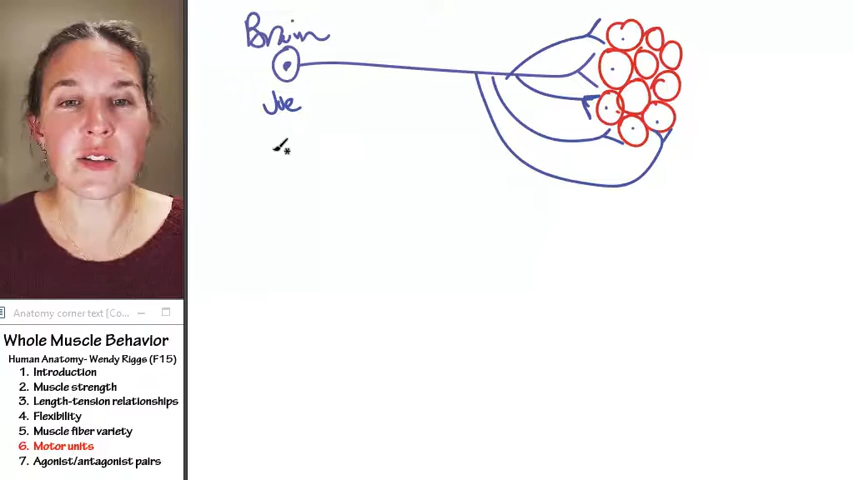 Brain
Joe
Anatomy corner text [Co...
Whole Muscle Behavior
Human Anatomy- Wendy Riggs (F15)
1. Introduction
2. Muscle strength
3. Length-tension relationships
4. Flexibility
5. Muscle fiber variety
6. Motor units
7. Agonist/antagonist pairs